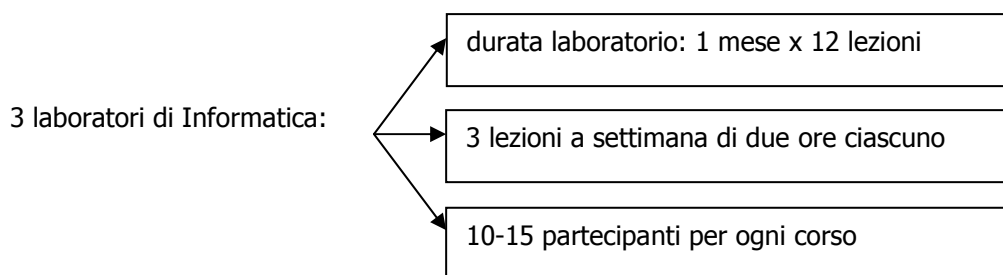 durata laboratorio: 1 mese x 12 lezioni
3 laboratori di Informatica:
3 lezioni a settimana di due ore ciascuno
10-15 partecipanti per ogni corso